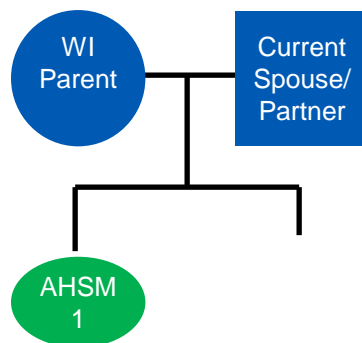 WI
Parent
Current
Spouse/
Partner
AHSM
1